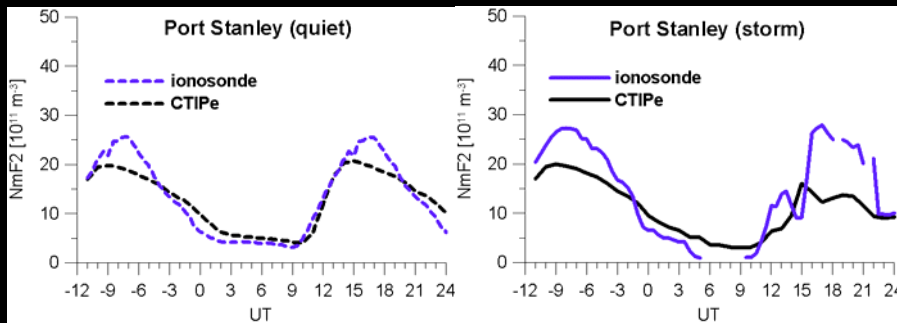 Port Stanley (quiet)
ionosonde
CTIPe
NmF2 [10¹¹ m⁻³]
50
40
30
20
10
0
-12 -9 -6 -3 0 3 6 9 12 15 18 21 24
UT
Port Stanley (storm)
ionosonde
CTIPe
NmF2 [10¹¹ m⁻³]
50
40
30
20
10
0
-12 -9 -6 -3 0 3 6 9 12 15 18 21 24
UT